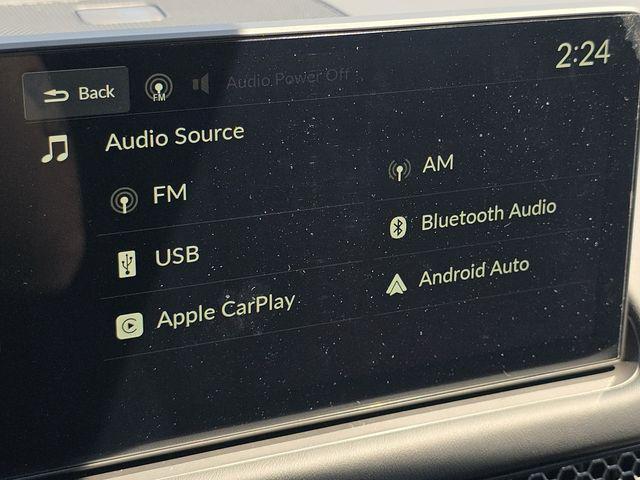 Back
FM
Audio Power Off
2:24
Audio Source
FM
AM
USB
Bluetooth Audio
Apple CarPlay
Android Auto